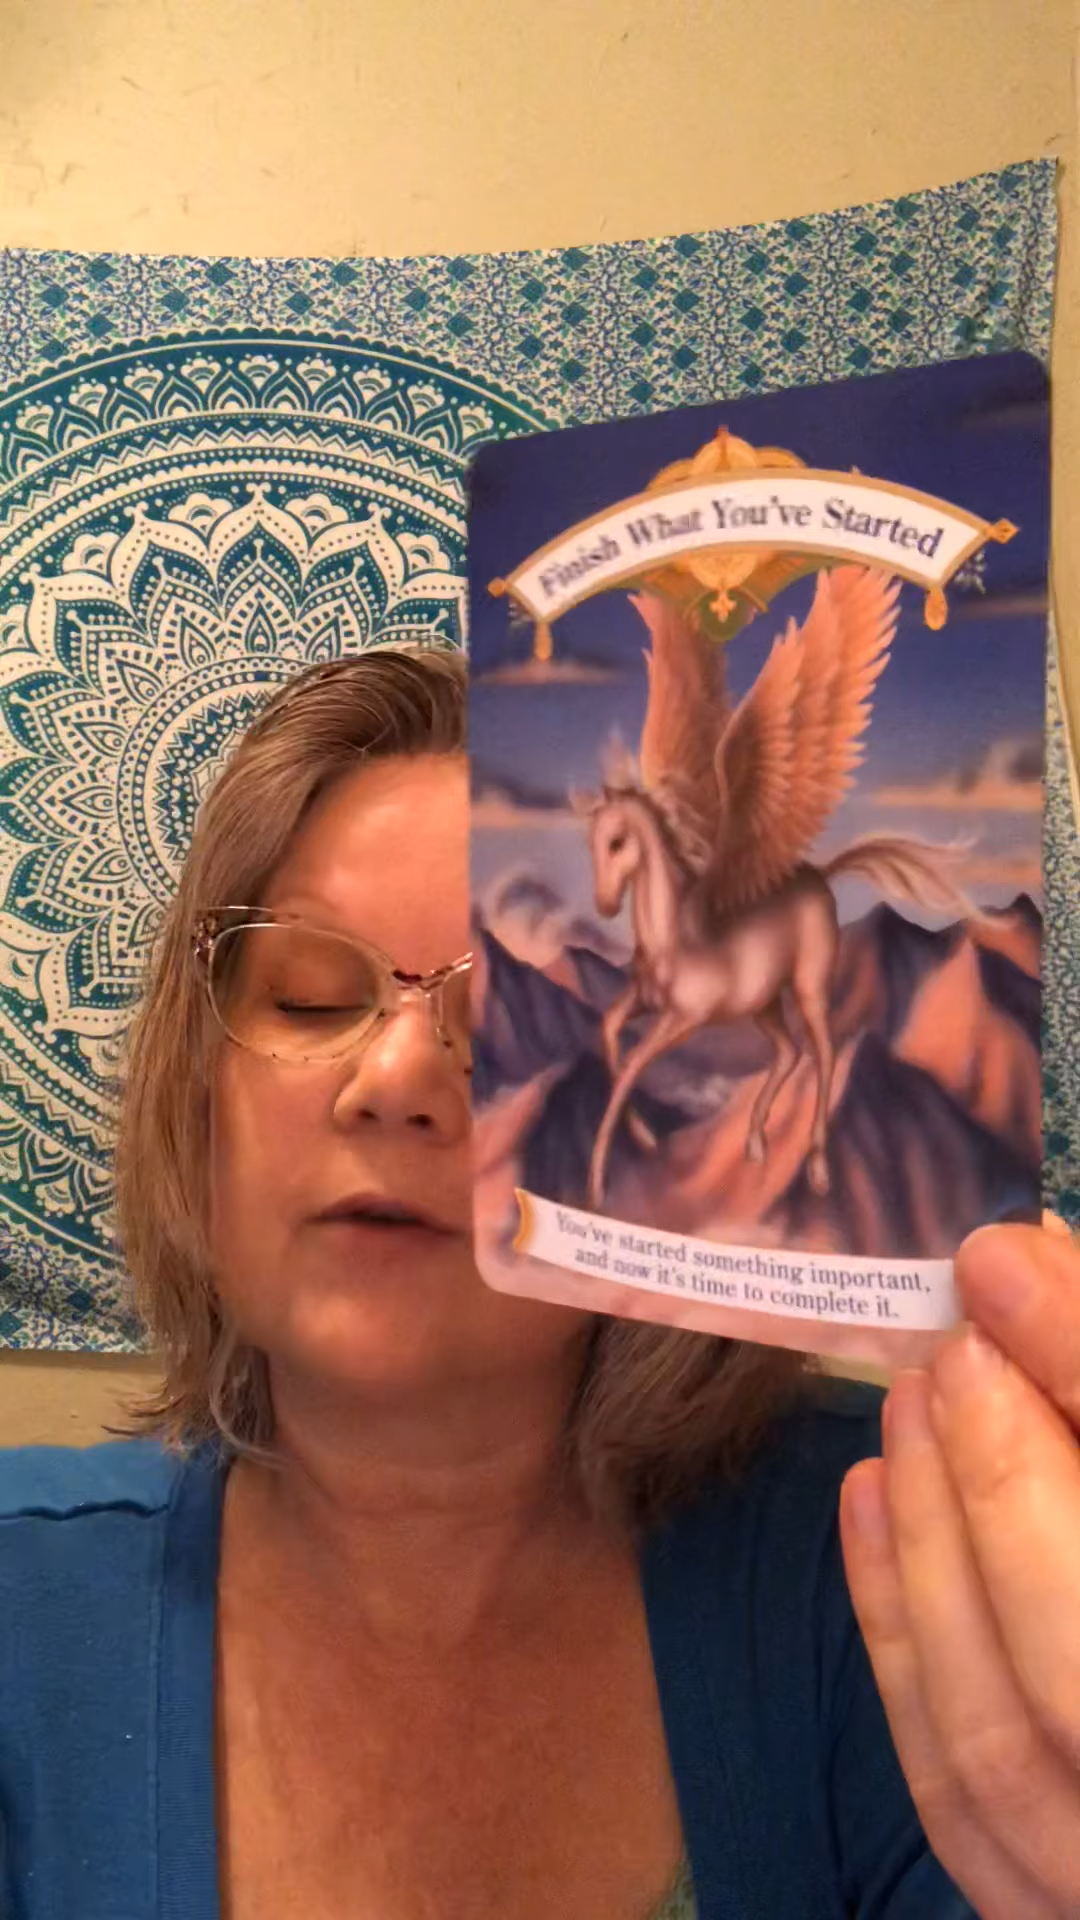 Finish What You've Started
You've started something important,
and now it's time to complete it.